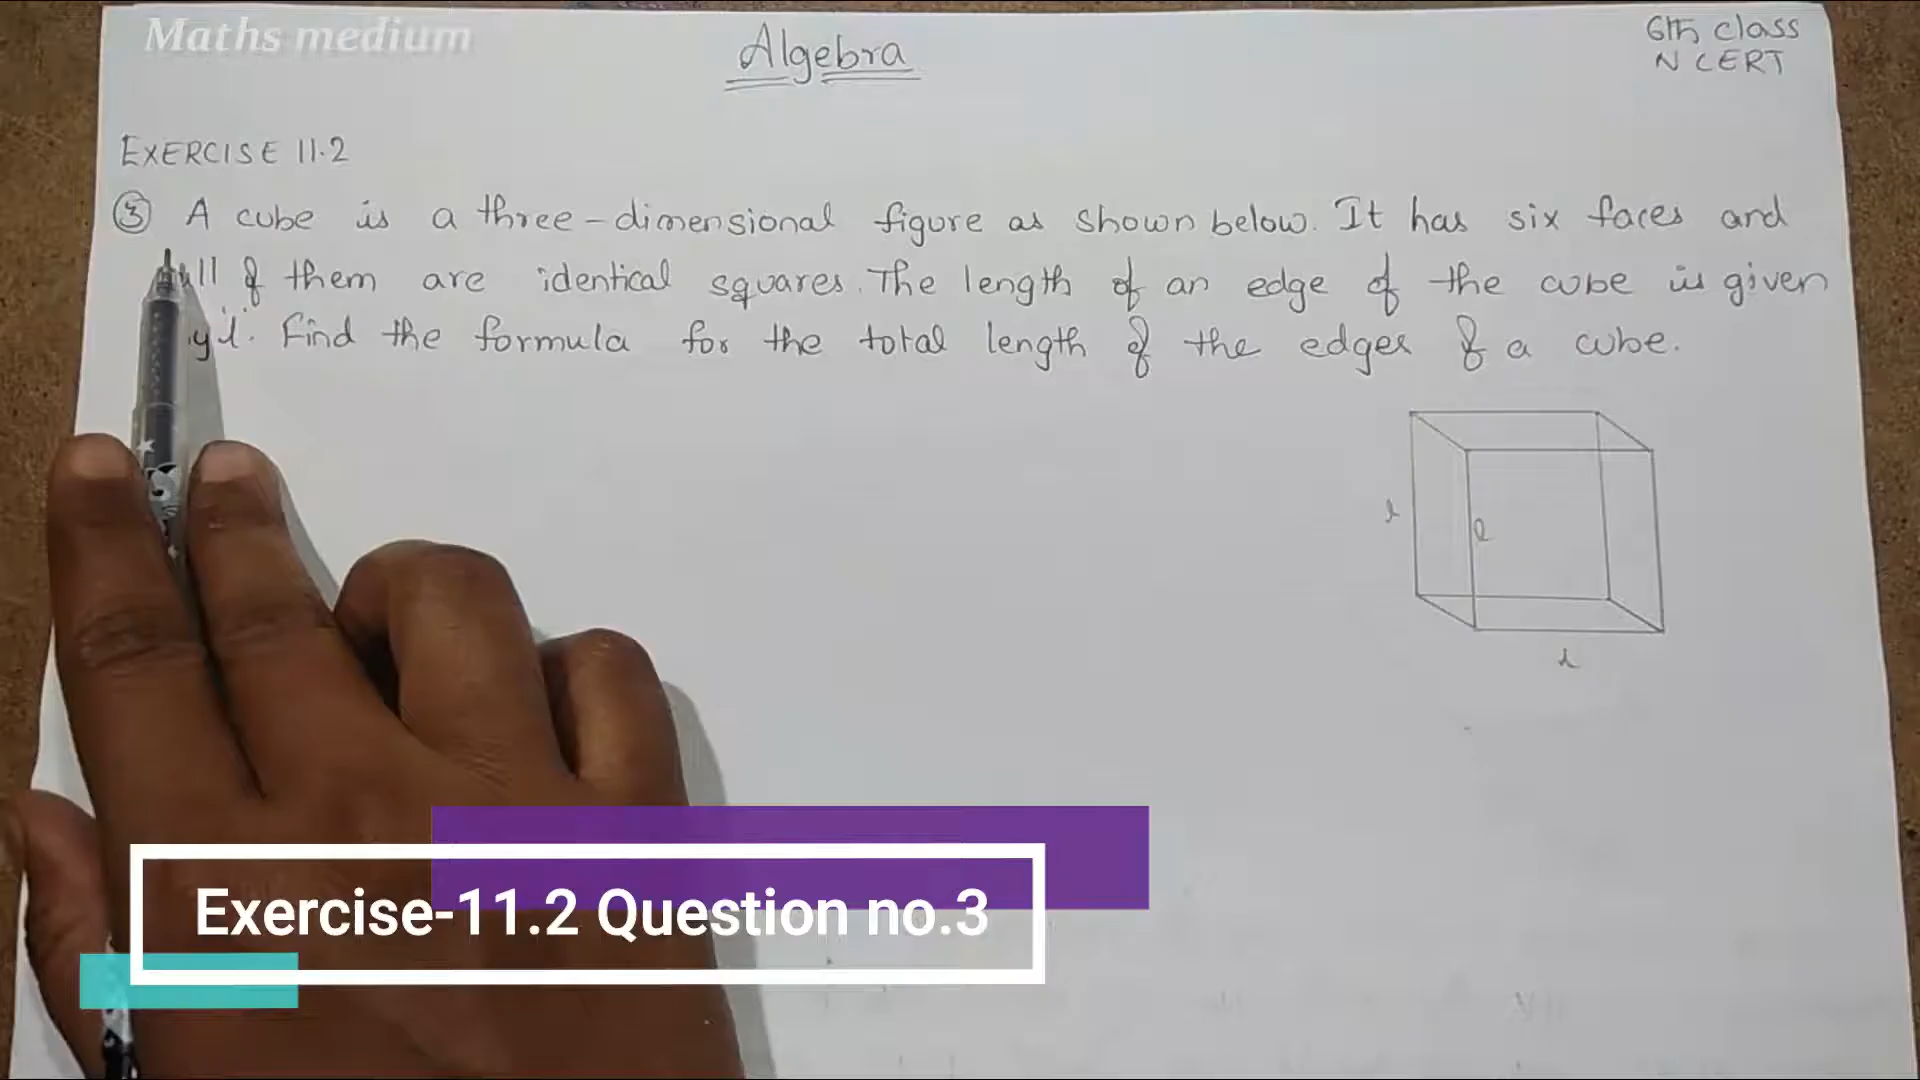 Maths medium
Algebra
6th class
NCERT
EXERCISE 11.2
③ A cube is a three-dimensional figure as shown below. It has six faces and
of them are identical squares. The length of an edge of the cube is given
'l'. Find the formula for the total length of the edges of a cube.
l
l
l
Exercise-11.2 Question no.3